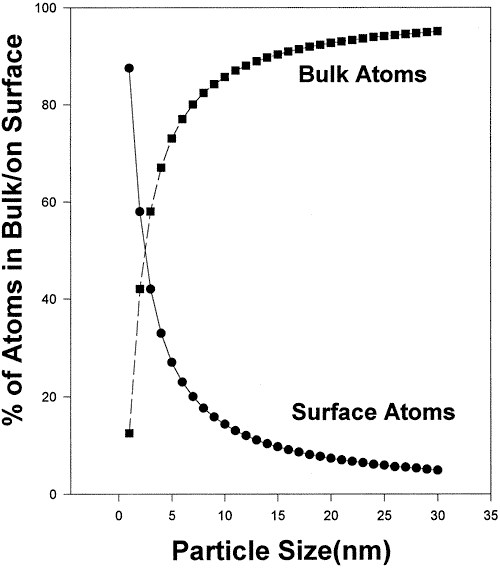 % of Atoms in Bulk/on Surface
100
80
60
40
20
0
Bulk Atoms
Surface Atoms
0 5 10 15 20 25 30 35
Particle Size(nm)